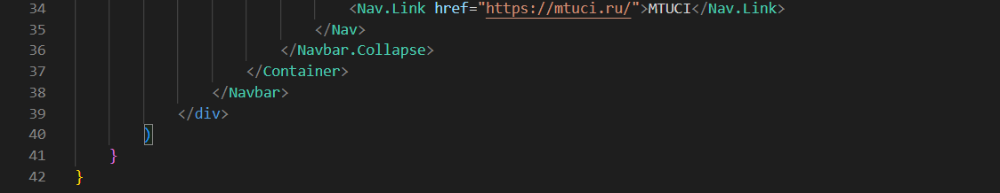 34 <Nav.Link href="https://mtuci.ru/">MTUCI</Nav.Link>
35 </Nav>
36 </Navbar.Collapse>
37 </Container>
38 </Navbar>
39 </div>
40 )
41 }
42 }